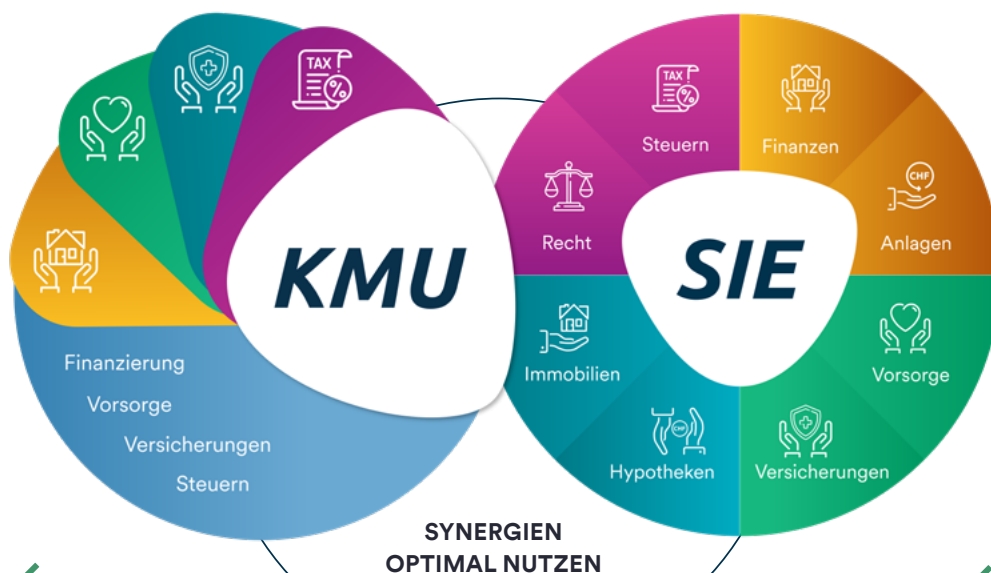 TAX
%
KMU
Finanzierung
Vorsorge
Versicherungen
Steuern
TAX
%
Steuern
Finanzen
CHF
Recht
Anlagen
SIE
Immobilien
Vorsorge
CHF
Hypotheken
Versicherungen
SYNERGIEN
OPTIMAL NUTZEN